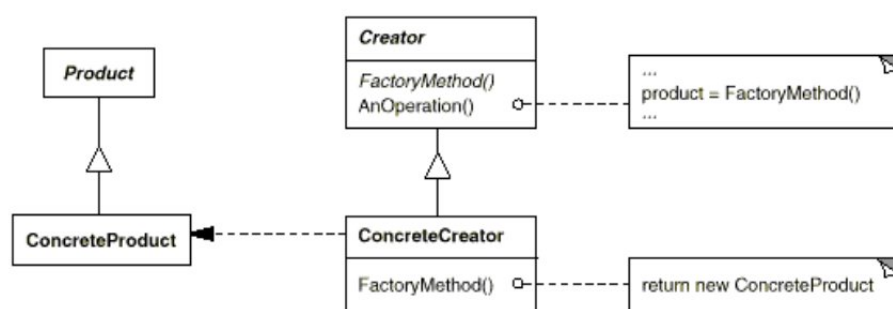 Creator
Product
FactoryMethod()
AnOperation()
...
product = FactoryMethod()
...
ConcreteProduct
ConcreteCreator
FactoryMethod()
return new ConcreteProduct